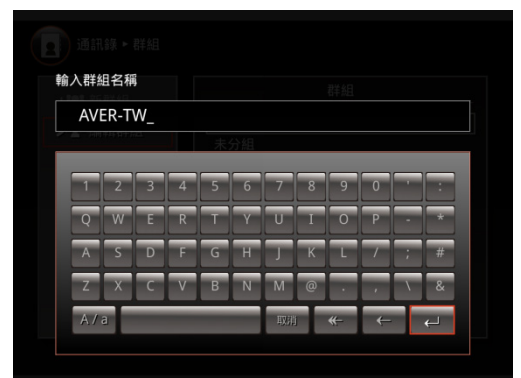 通訊錄 ▸ 群組
輸入群組名稱
群組
AVER-TW_
未分組
1 2 3 4 5 6 7 8 9 0 ' :
Q W E R T Y U I O P - *
A S D F G H J K L / ; #
Z X C V B N M @ . , \ &
A / a 取消